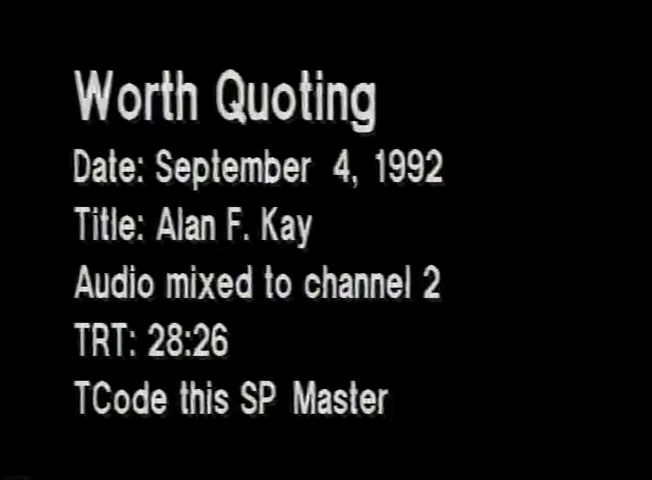 Worth Quoting
Date: September 4, 1992
Title: Alan F. Kay
Audio mixed to channel 2
TRT: 28:26
TCode this SP Master